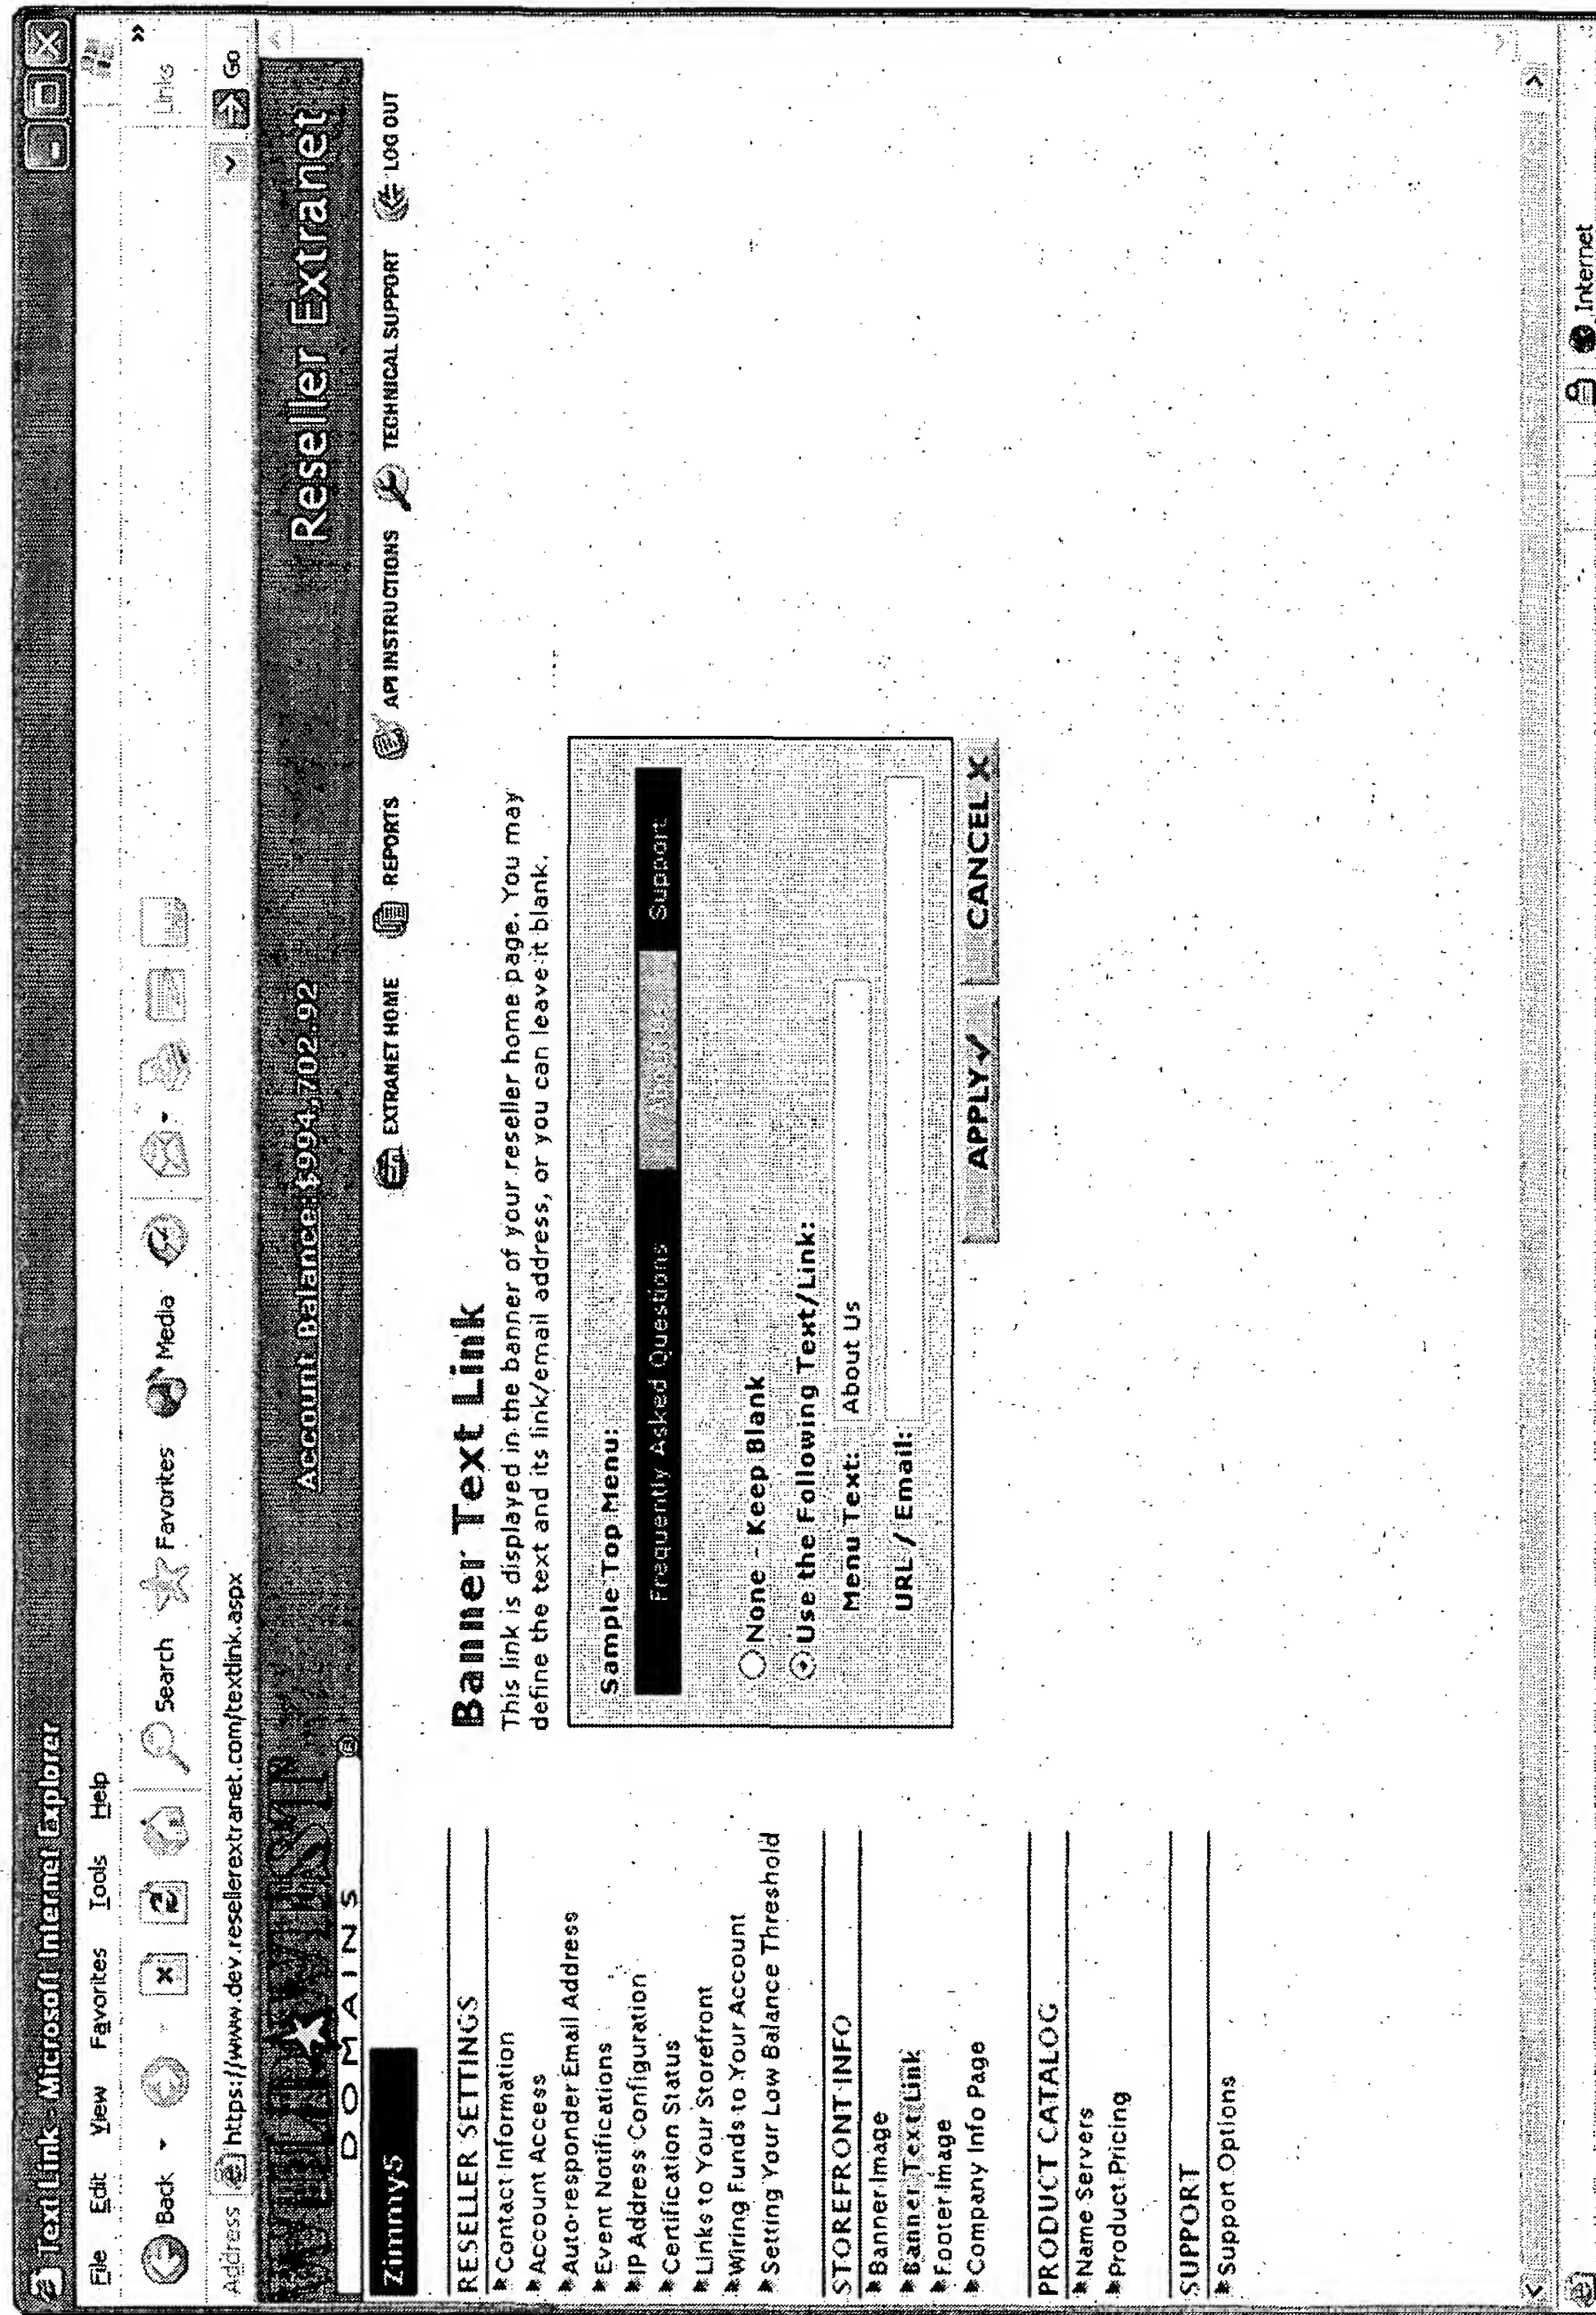 Text Link - Microsoft Internet Explorer
File Edit View Favorites Tools Help
Back Search Favorites Media
Links
Address https://www.dev.resellerextranet.com/textlink.aspx Go
WILD WEST
DOMAINS ®
Account Balance: $994,702.92
Reseller Extranet
Zimmy5
EXTRANET HOME REPORTS API INSTRUCTIONS TECHNICAL SUPPORT LOG OUT
RESELLER SETTINGS
Contact Information
Account Access
Auto-responder Email Address
Event Notifications
IP Address Configuration
Certification Status
Links to Your Storefront
Wiring Funds to Your Account
Setting Your Low Balance Threshold
STOREFRONT INFO
Banner Image
Banner Text Link
Footer Image
Company Info Page
PRODUCT CATALOG
Name Servers
Product Pricing
SUPPORT
Support Options
Banner Text Link
This link is displayed in the banner of your reseller home page. You may
define the text and its link/email address, or you can leave it blank.
Sample Top Menu:
Frequently Asked Questions About Us Support
None - Keep Blank
Use the Following Text/Link:
Menu Text: About Us
URL / Email:
APPLY CANCEL X
Internet